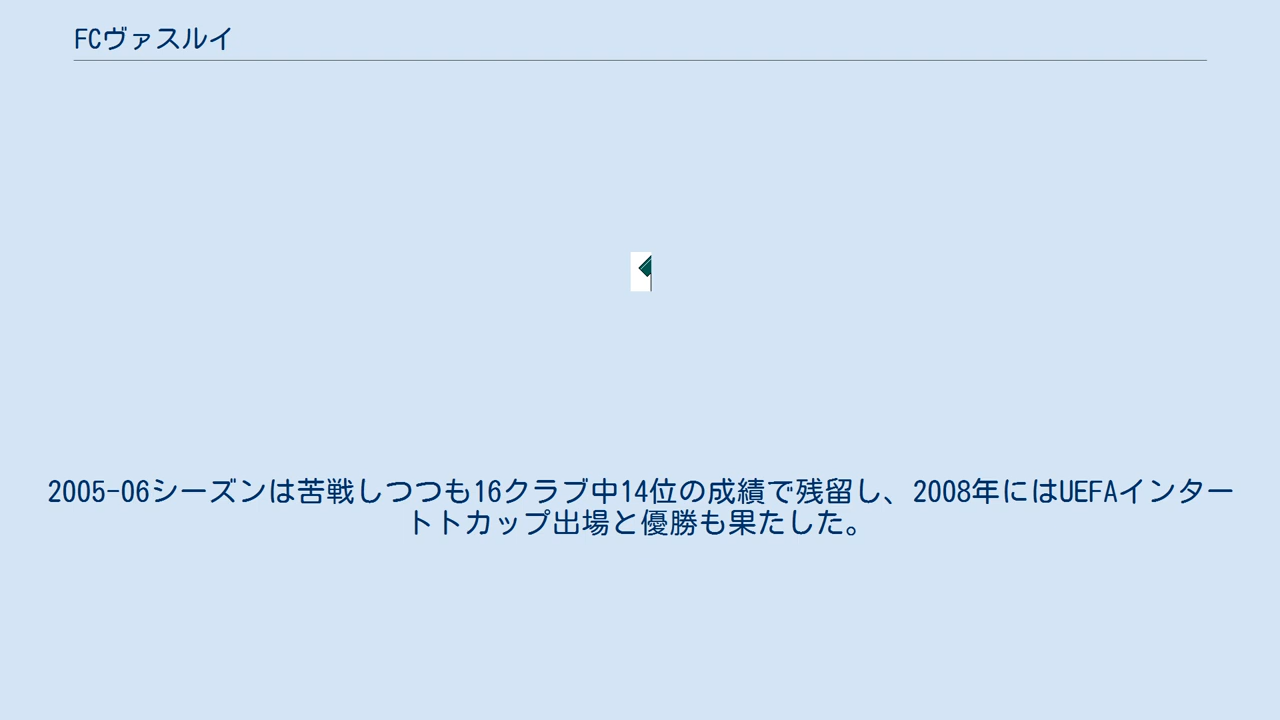 FCヴァスルイ
2005-06シーズンは苦戦しつつも16クラブ中14位の成績で残留し、2008年にはUEFAインター
トトカップ出場と優勝も果たした。